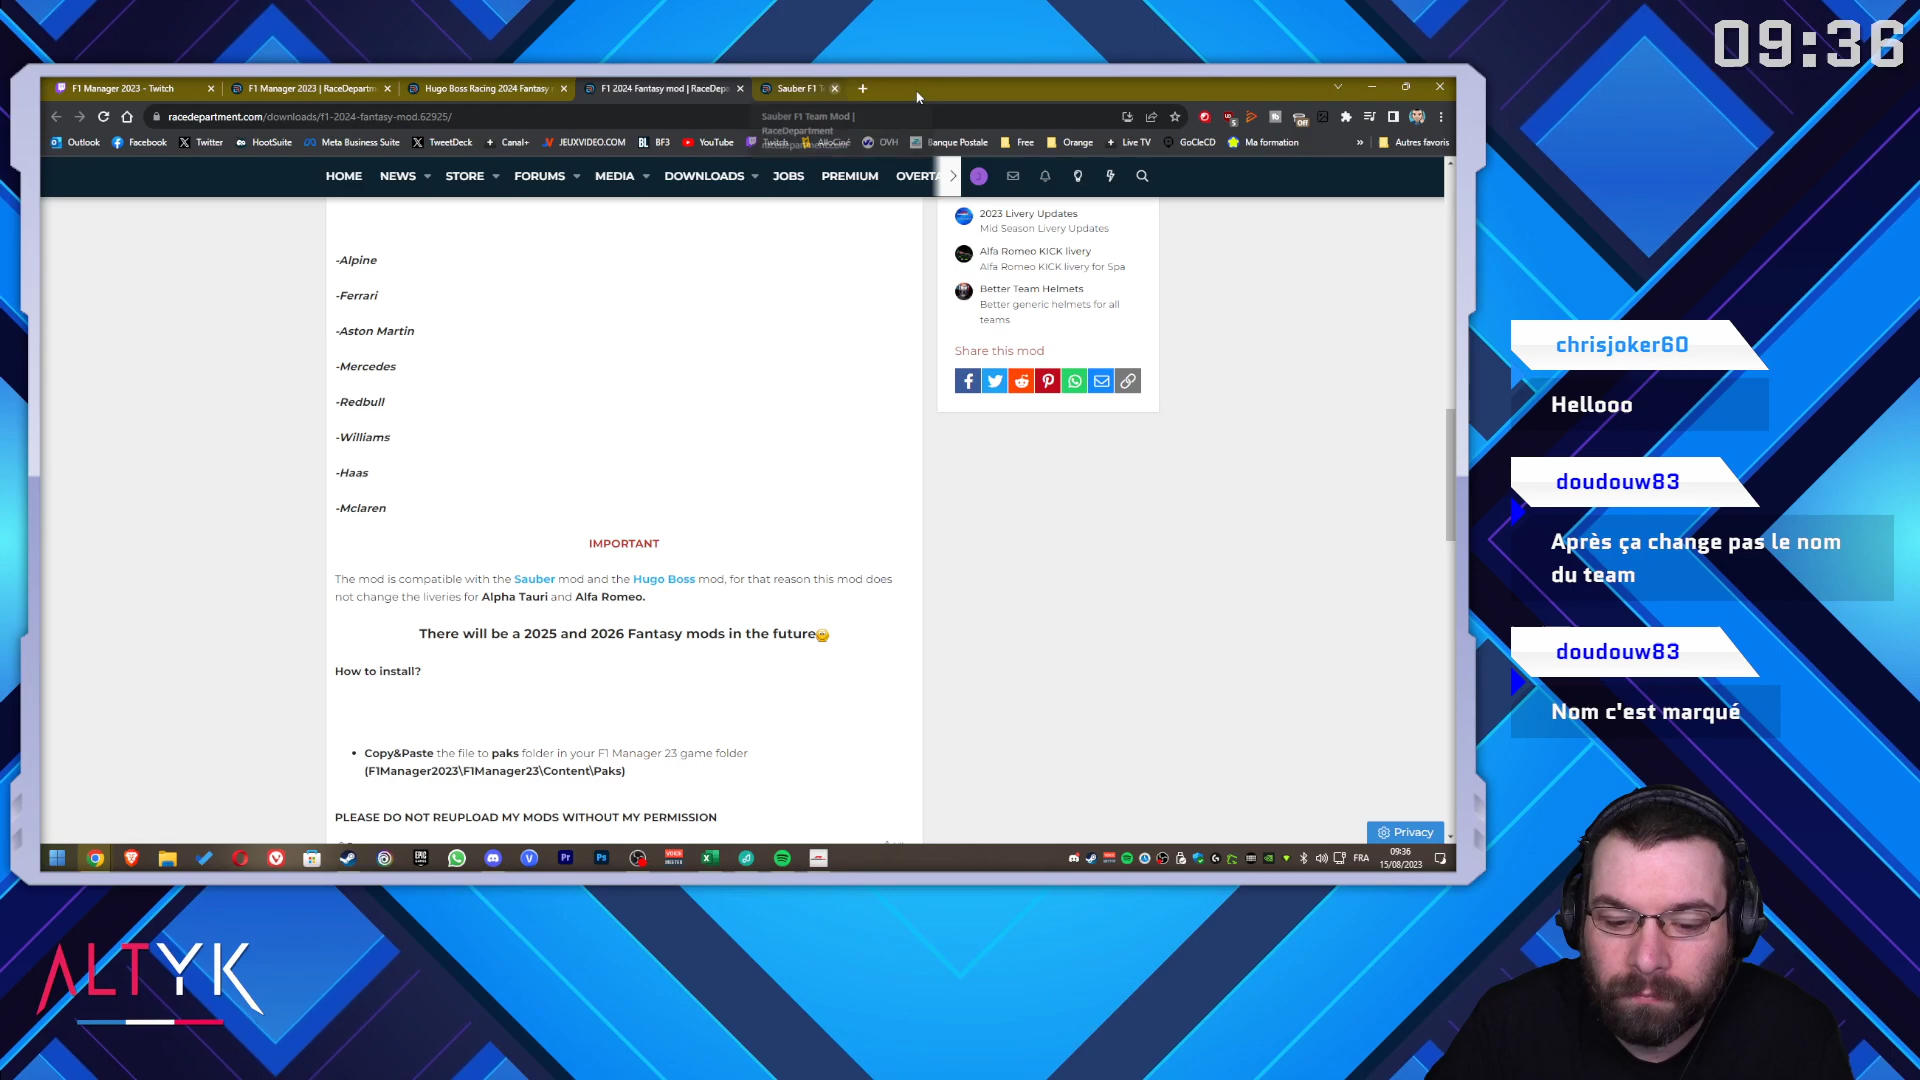 09:36
F1 Manager 2023 - Twitch
F1 Manager 2023 | RaceDepartm
Hugo Boss Racing 2024 Fantasy
F1 2024 Fantasy mod | RaceDepa
Sauber F1 T
racedepartment.com/downloads/f1-2024-fantasy-mod.62925/
Sauber F1 Team Mod |
RaceDepartment
Outlook
Facebook
Twitter
HootSuite
Meta Business Suite
TweetDeck
Canal+
JEUXVIDEO.COM
BF3
YouTube
Twitch
AlloCiné
OVH
Banque Postale
Free
Orange
Live TV
GoCleCD
Ma formation
»
Autres favoris
HOME
NEWS
STORE
FORUMS
MEDIA
DOWNLOADS
JOBS
PREMIUM
OVERTA
-Alpine
-Ferrari
-Aston Martin
-Mercedes
-Redbull
-Williams
-Haas
-Mclaren
IMPORTANT
The mod is compatible with the Sauber mod and the Hugo Boss mod, for that reason this mod does
not change the liveries for Alpha Tauri and Alfa Romeo.
There will be a 2025 and 2026 Fantasy mods in the future
How to install?
• Copy&Paste the file to paks folder in your F1 Manager 23 game folder
(F1Manager2023\F1Manager23\Content\Paks)
PLEASE DO NOT REUPLOAD MY MODS WITHOUT MY PERMISSION
2023 Livery Updates
Mid Season Livery Updates
Alfa Romeo KICK livery
Alfa Romeo KICK livery for Spa
Better Team Helmets
Better generic helmets for all
teams
Share this mod
Privacy
FRA
09:36
15/08/2023
chrisjoker60
Hellooo
doudouw83
Après ça change pas le nom
du team
doudouw83
Nom c'est marqué
ALTYK